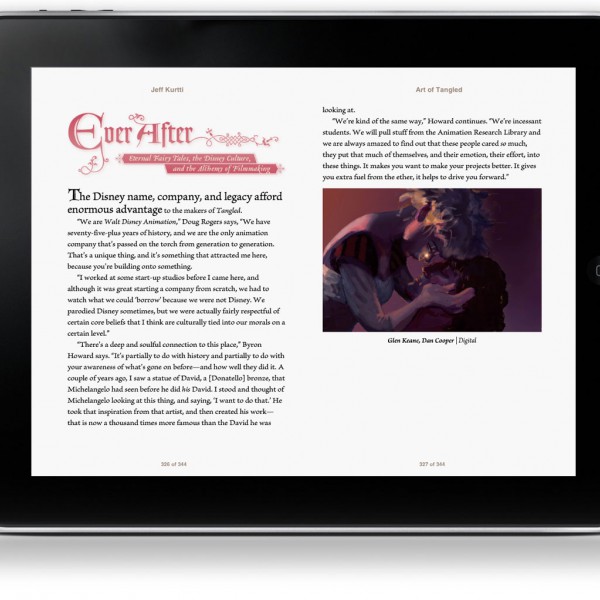 Jeff Kurtti
Ever After
Eternal Fairy Tales, the Disney Culture,
and the Alchemy of Filmmaking
The Disney name, company, and legacy afford
enormous advantage to the makers of Tangled.
“We are Walt Disney Animation,” Doug Rogers says, “We have
seventy-five-plus years of history, and we are the only animation
company that’s passed on the torch from generation to generation.
That’s a unique thing, and it’s something that attracted me here,
because you’re building onto something.
“I worked at some start-up studios before I came here, and
although it was great starting a company from scratch, we had to
watch what we could ‘borrow’ because we were not Disney. We
parodied Disney sometimes, but we were actually fairly respectful of
certain core beliefs that I think are culturally tied into our morals on a
certain level.”
“There’s a deep and soulful connection to this place,” Byron
Howard says. “It’s partially to do with history and partially to do with
your awareness of what’s gone on before—and how well they did it. A
couple of years ago, I saw a statue of David, a [Donatello] bronze, that
Michelangelo had seen before he did his David. I stood and thought of
Michelangelo looking at this thing, and saying, ‘I want to do that.’ He
took that inspiration from that artist, and then created his work—
that is now a thousand times more famous than the David he was
326 of 344
Art of Tangled
looking at.
“We’re kind of the same way,” Howard continues. “We’re incessant
students. We will pull stuff from the Animation Research Library and
we are always amazed to find out that these people cared so much,
they put that much of themselves, and their emotion, their effort, into
these things. It makes you want to make your projects better. It gives
you extra fuel from the ether, it helps to drive you forward.”
Glen Keane, Dan Cooper | Digital
327 of 344